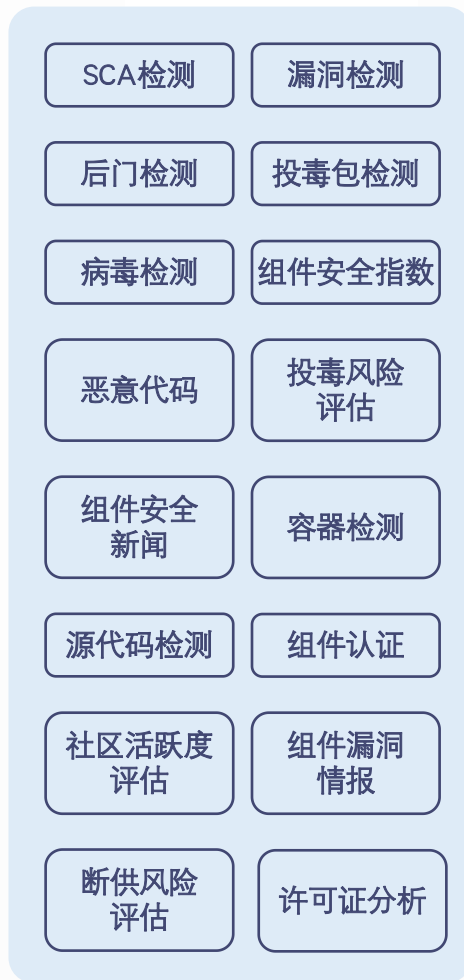 SCA检测
漏洞检测
后门检测
投毒包检测
病毒检测
组件安全指数
恶意代码
投毒风险
评估
组件安全
新闻
容器检测
源代码检测
组件认证
社区活跃度
评估
组件漏洞
情报
断供风险
评估
许可证分析